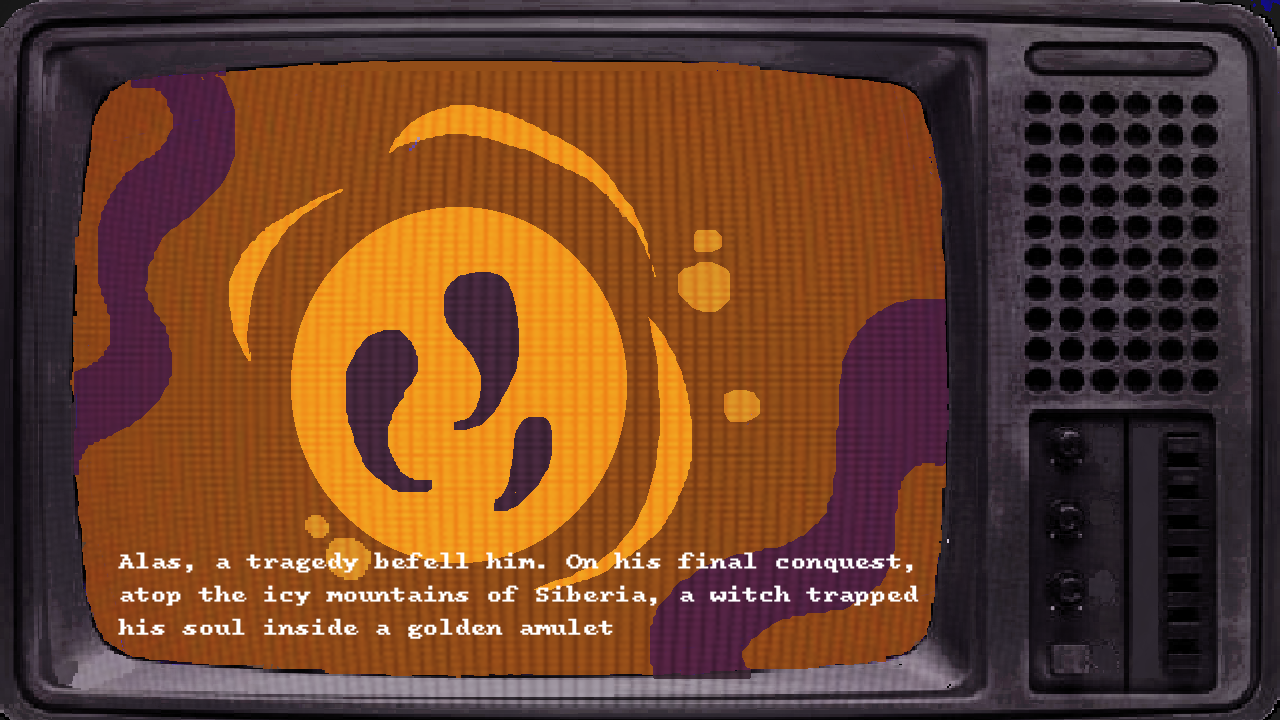 Alas, a tragedy befell him. On his final conquest,
atop the icy mountains of Siberia, a witch trapped
his soul inside a golden amulet